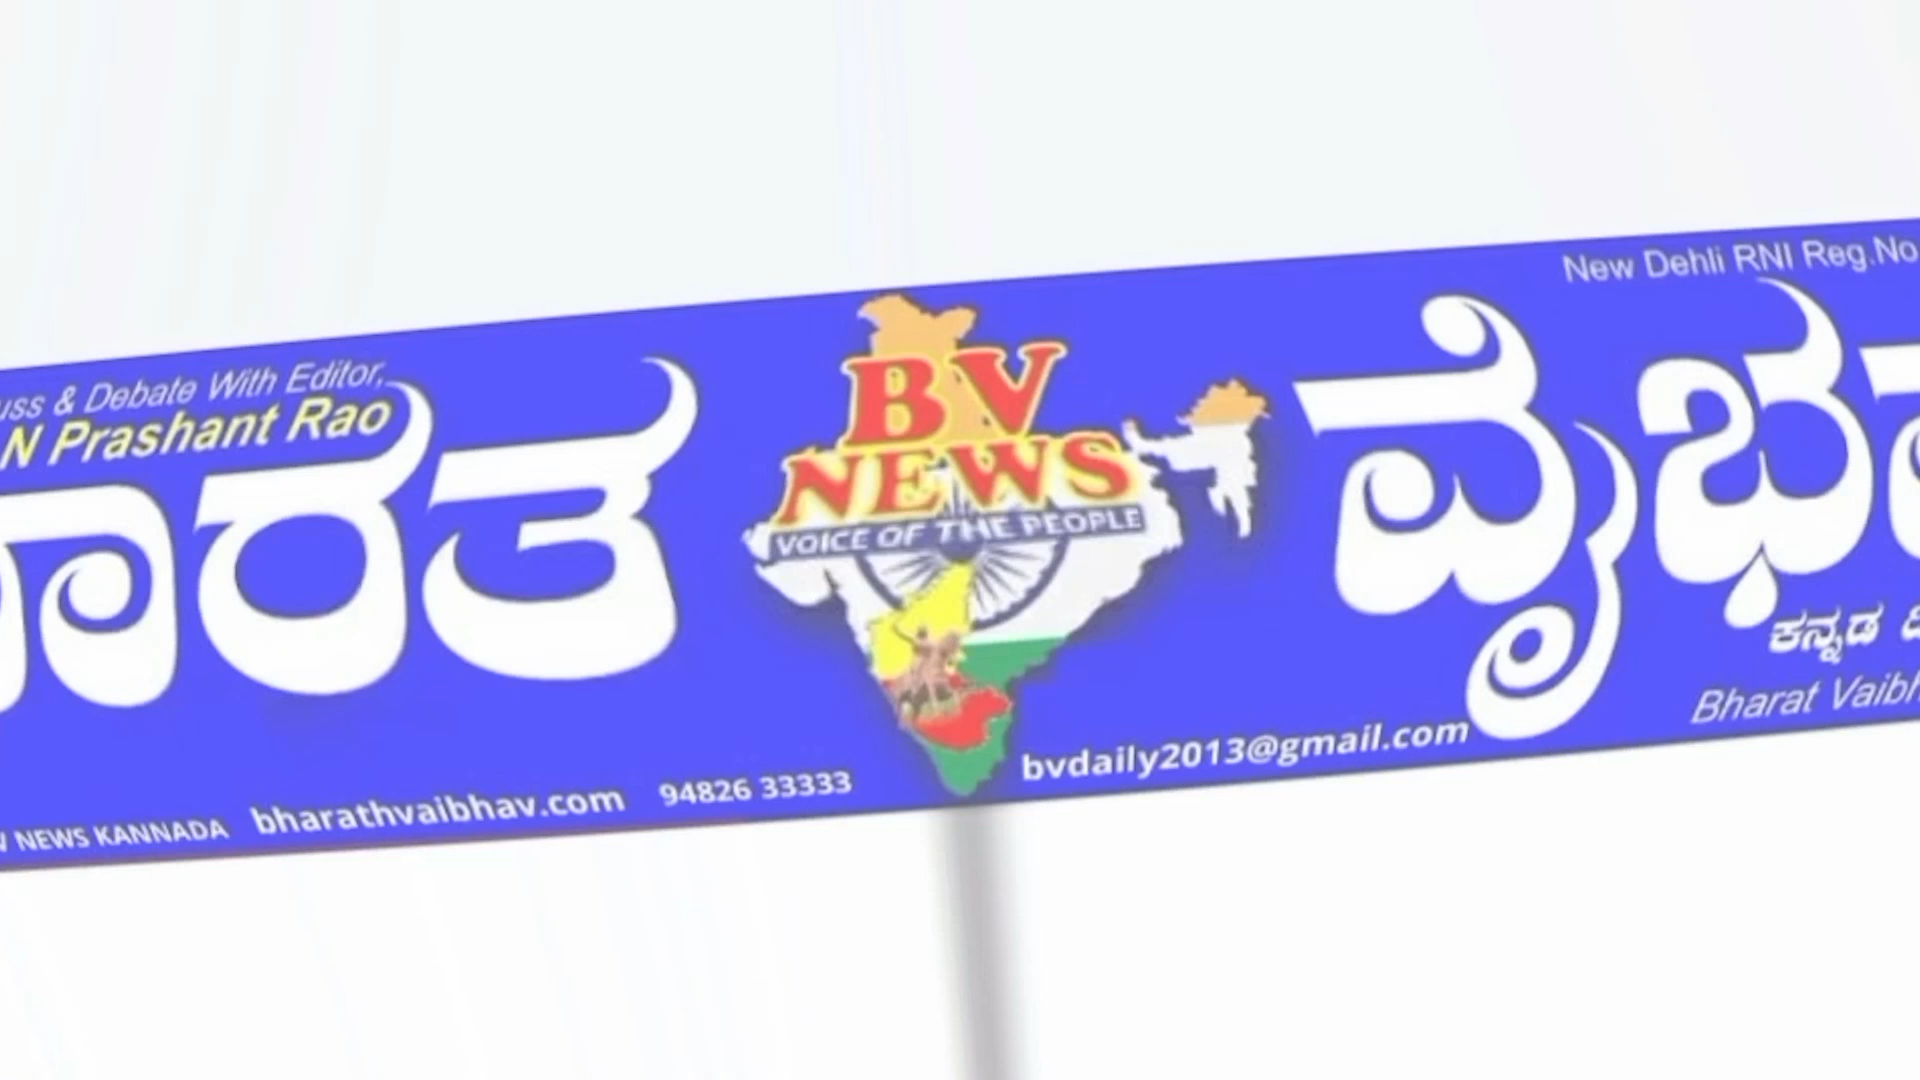 & Debate With Editor,
N Prashant Rao
ಭಾರತ
BV
NEWS
VOICE OF THE PEOPLE
New Dehli RNI Reg.No.
ವೈಭ
ಕನ್ನಡ
Bharat
NEWS KANNADA bharathvaibhav.com 94826 33333
bvdaily2013@gmail.com